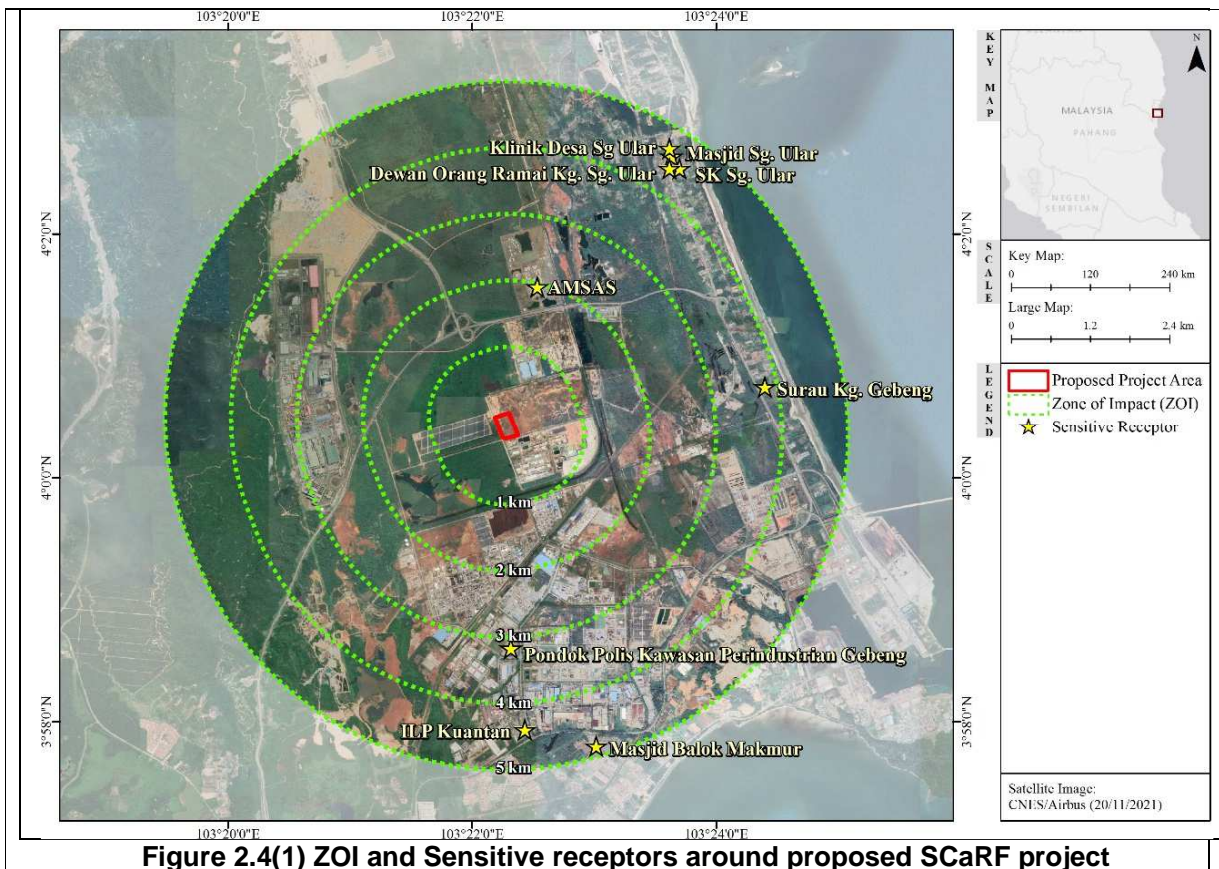 103°20'0"E 103°22'0"E 103°24'0"E
KEY MAP
N
MALAYSIA
PAHANG
NEGERI
SEMBILAN
Klinik Desa Sg Ular
Masjid Sg. Ular
Dewan Orang Ramai Kg. Sg. Ular
SK Sg. Ular
4°2'0"N
4°2'0"N
AMSAS
Surau Kg. Gebeng
4°0'0"N
4°0'0"N
1 km
2 km
3 km
Pondok Polis Kawasan Perindustrian Gebeng
4 km
3°58'0"N
3°58'0"N
ILP Kuantan
Masjid Balok Makmur
5 km
SCALE
Key Map:
0 120 240 km
Large Map:
0 1.2 2.4 km
LEGEND
Proposed Project Area
Zone of Impact (ZOI)
Sensitive Receptor
Satellite Image:
CNES/Airbus (20/11/2021)
103°20'0"E 103°22'0"E 103°24'0"E
Figure 2.4(1) ZOI and Sensitive receptors around proposed SCaRF project